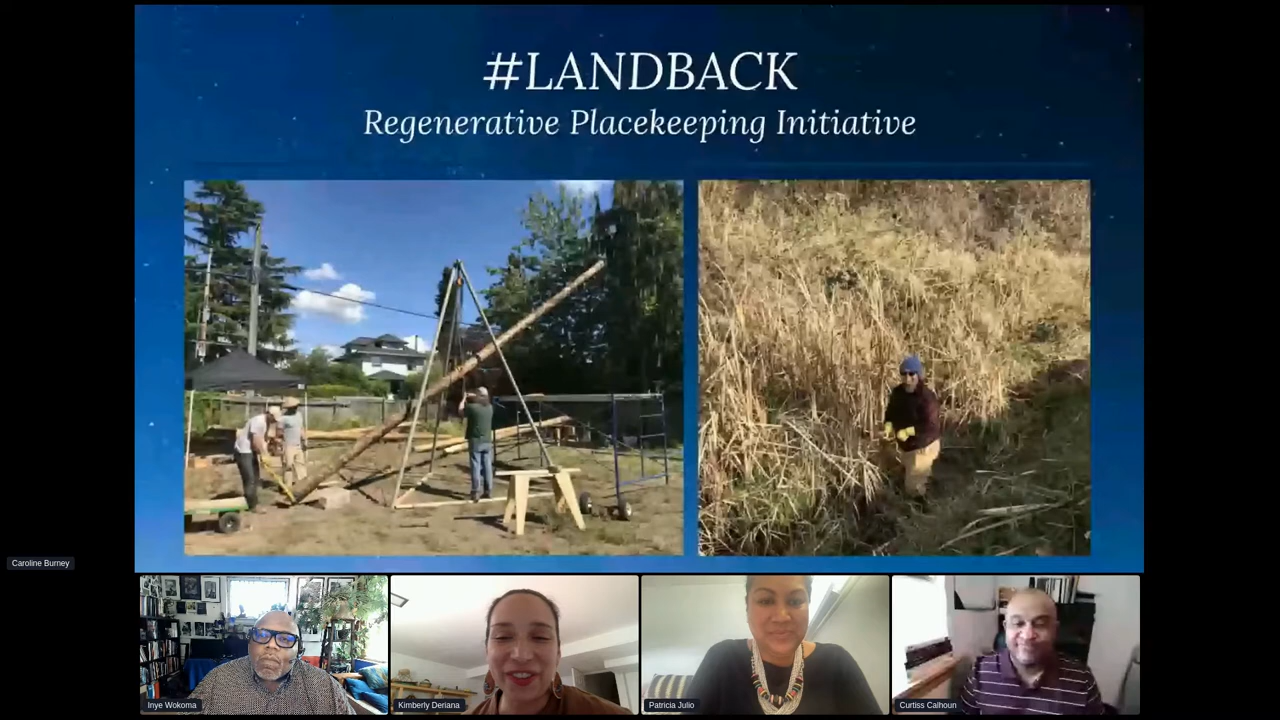 #LANDBACK
Regenerative Placekeeping Initiative
Caroline Burney
Inye Wokoma
Kimberly Deriana
Patricia Julio
Curtiss Calhoun